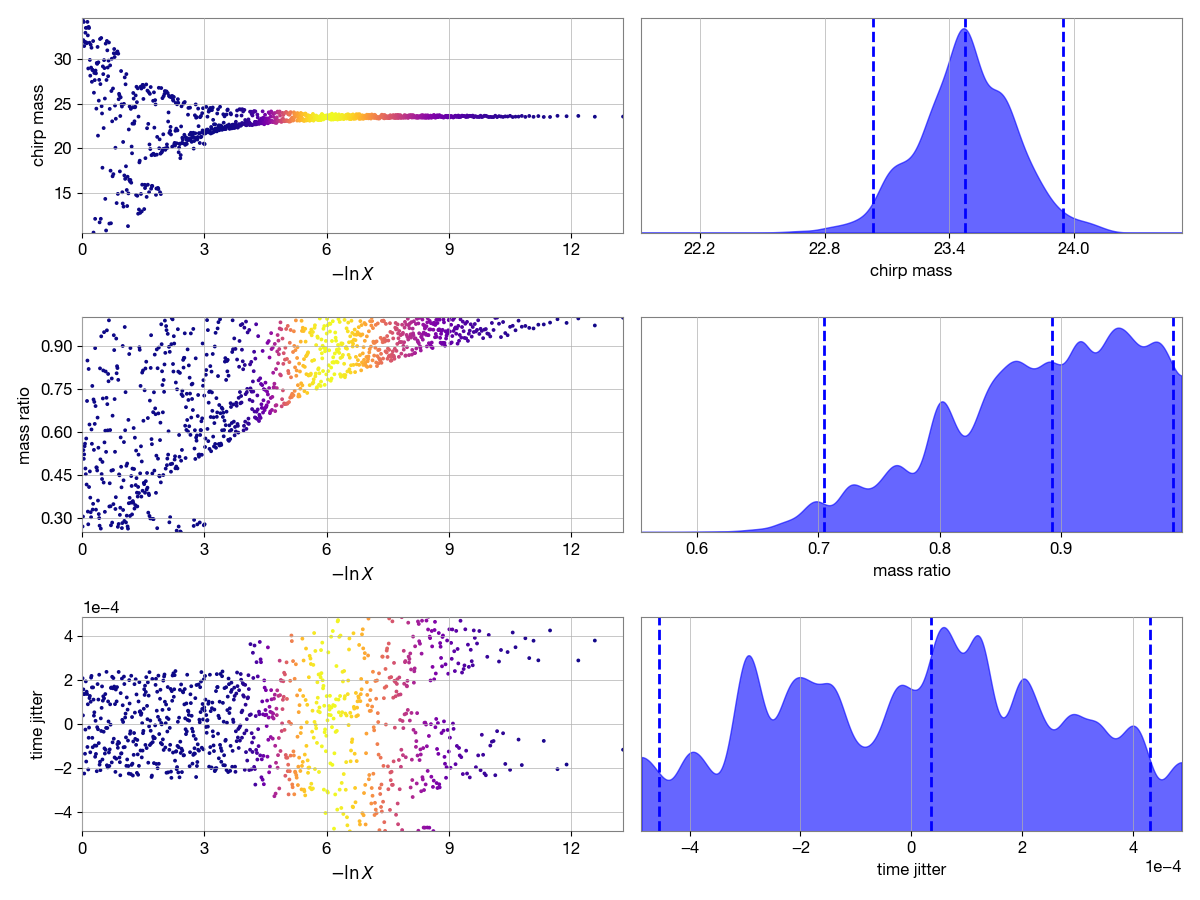 30
25
20
15
chirp mass
0 3 6 9 12
−ln X
22.2 22.8 23.4 24.0
chirp mass
0.90
0.75
0.60
0.45
0.30
mass ratio
0 3 6 9 12
−ln X
0.6 0.7 0.8 0.9
mass ratio
1e−4
4
2
0
−2
−4
time jitter
0 3 6 9 12
−ln X
−4 −2 0 2 4
time jitter
1e−4